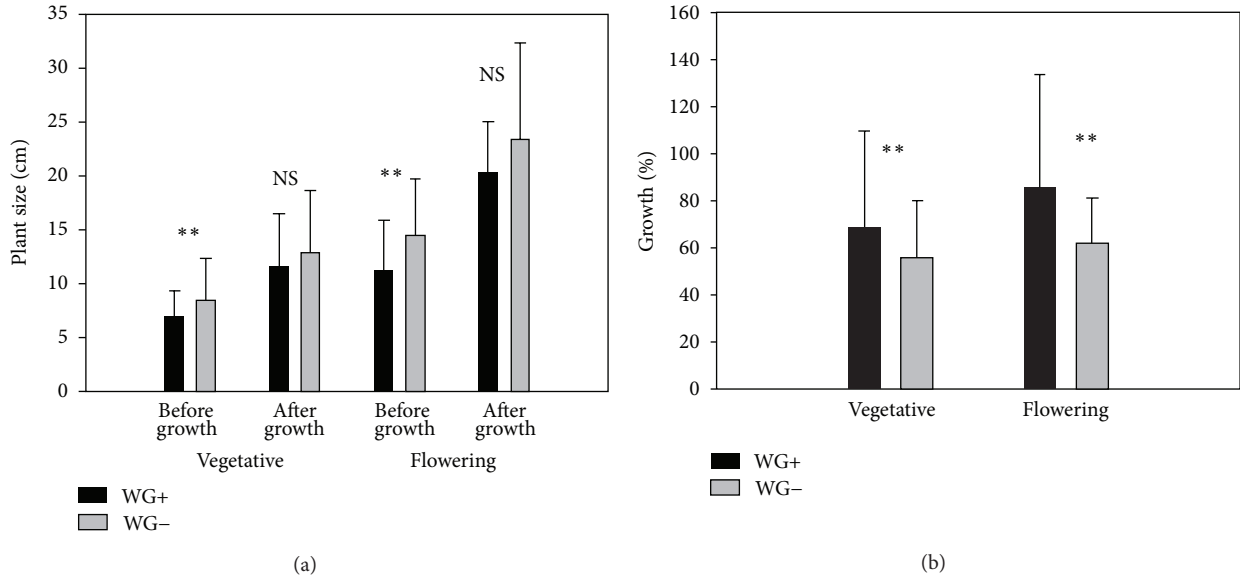 35
30
25
20
15
10
5
0
Plant size (cm)
**
NS
**
NS
Before growth
After growth
Before growth
After growth
Vegetative
Flowering
WG+
WG−
(a)
160
140
120
100
80
60
40
20
0
Growth (%)
**
**
Vegetative
Flowering
WG+
WG−
(b)